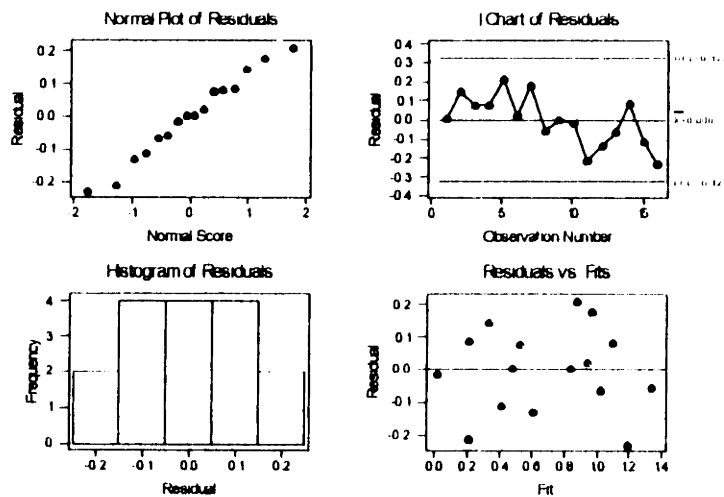 Normal Plot of Residuals
Residual
0.2
0.1
0.0
-0.1
-0.2
-2 -1 0 1 2
Normal Score
I Chart of Residuals
Residual
0.4
0.3
0.2
0.1
0.0
-0.1
-0.2
-0.3
-0.4
0 5 10 15
Observation Number
Histogram of Residuals
Frequency
4
3
2
1
0
-0.2 -0.1 0.0 0.1 0.2
Residual
Residuals vs Fits
Residual
0.2
0.1
0.0
-0.1
-0.2
0.0 0.2 0.4 0.6 0.8 1.0 1.2 1.4
Fit